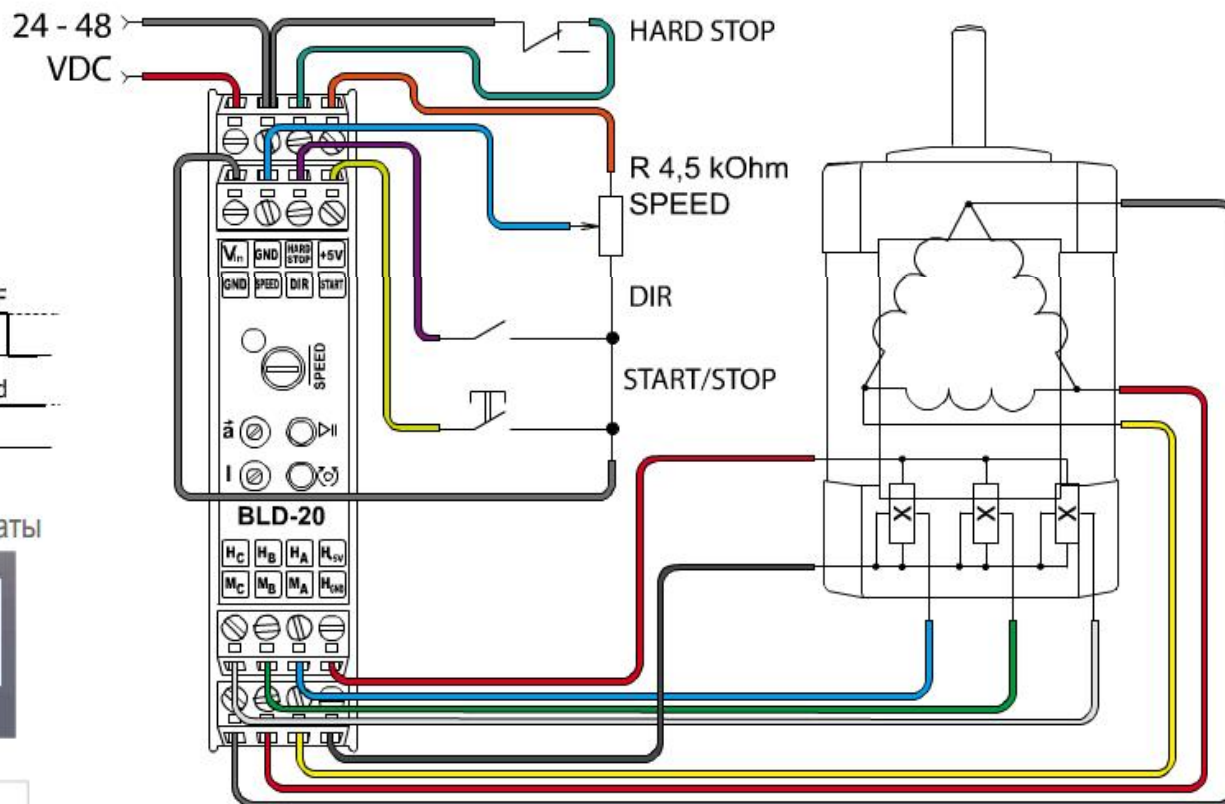 24 - 48
VDC
HARD STOP
R 4,5 kOhm
SPEED
DIR
START/STOP
Vin GND HARD STOP +5V
GND SPEED DIR START
SPEED
a
I
BLD-20
HC HB HA H+5V
MC MB MA HGND
F
d
аты